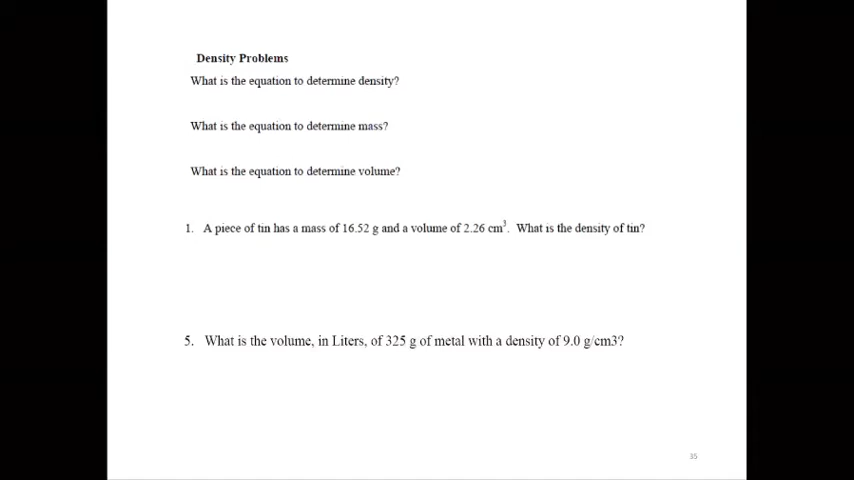 Density Problems
What is the equation to determine density?
What is the equation to determine mass?
What is the equation to determine volume?
1. A piece of tin has a mass of 16.52 g and a volume of 2.26 cm³. What is the density of tin?
5. What is the volume, in Liters, of 325 g of metal with a density of 9.0 g/cm3?
35